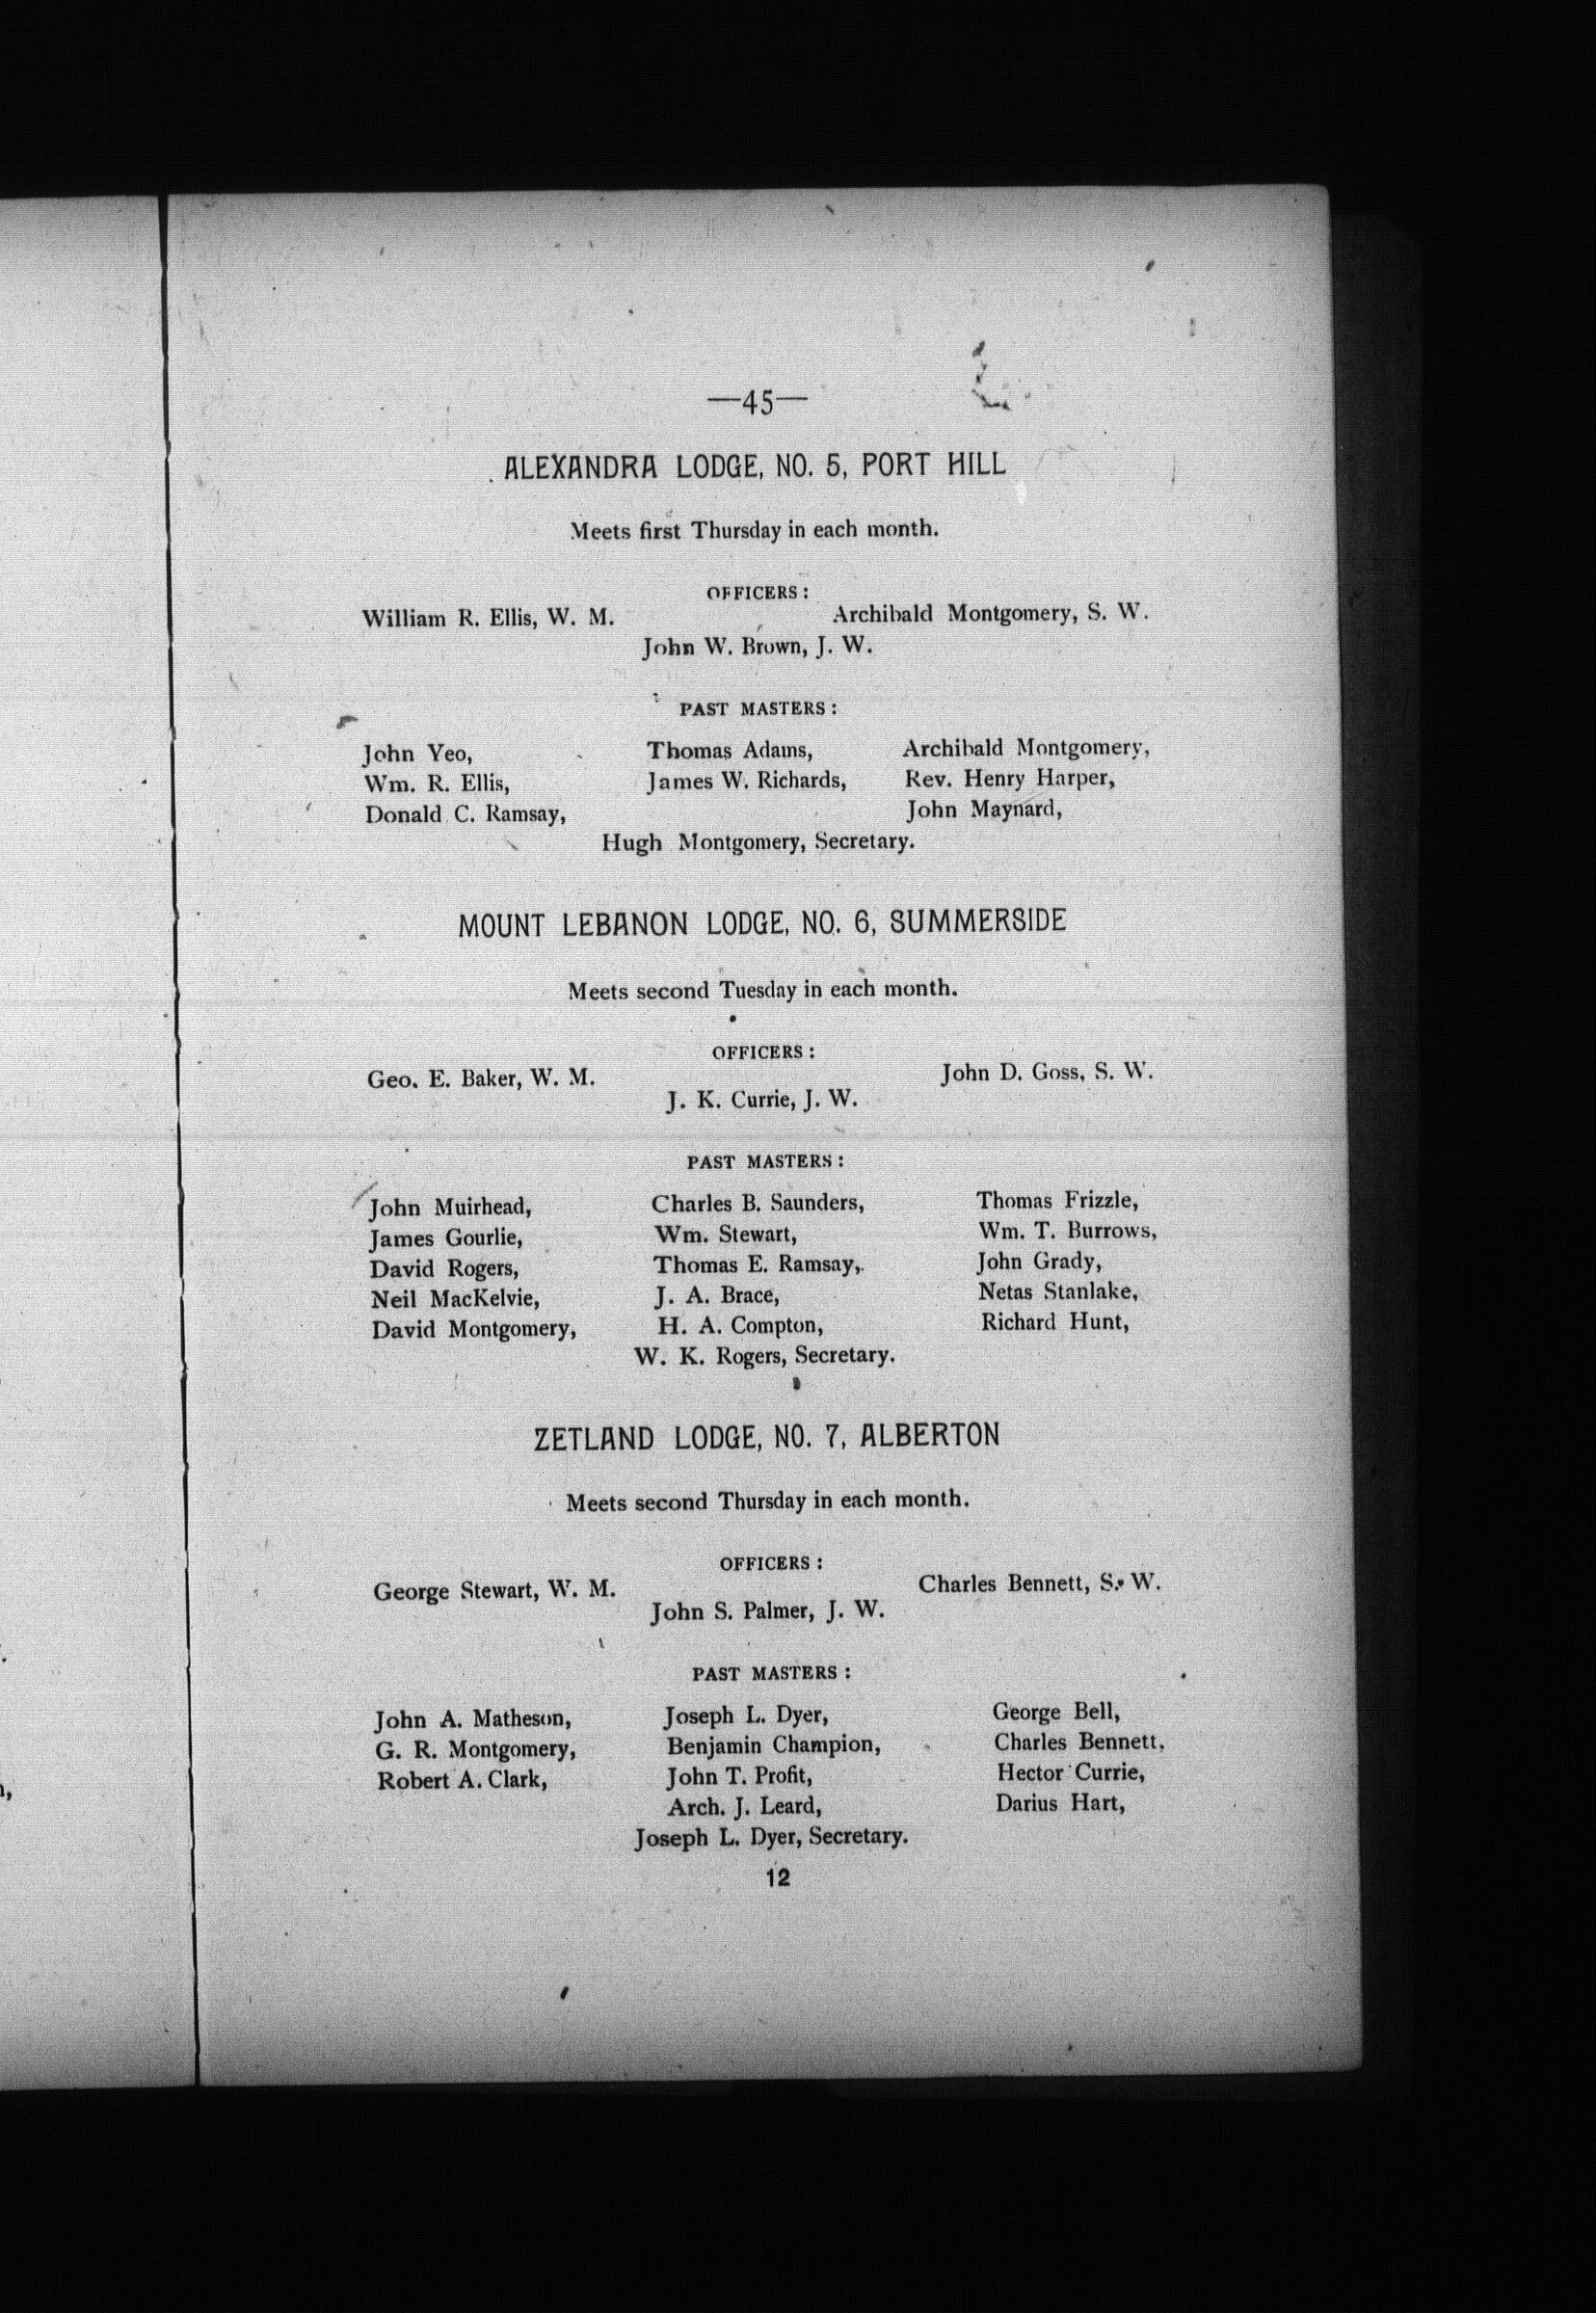 —45—
ALEXANDRA LODGE, NO. 5, PORT HILL
Meets first Thursday in each month.
OFFICERS:
William R. Ellis, W. M. Archibald Montgomery, S. W.
John W. Brown, J. W.
PAST MASTERS:
John Yeo, Thomas Adams, Archibald Montgomery,
Wm. R. Ellis, James W. Richards, Rev. Henry Harper,
Donald C. Ramsay, John Maynard,
Hugh Montgomery, Secretary.
MOUNT LEBANON LODGE, NO. 6, SUMMERSIDE
Meets second Tuesday in each month.
OFFICERS:
Geo. E. Baker, W. M. John D. Goss, S. W.
J. K. Currie, J. W.
PAST MASTERS:
John Muirhead, Charles B. Saunders, Thomas Frizzle,
James Gourlie, Wm. Stewart, Wm. T. Burrows,
David Rogers, Thomas E. Ramsay, John Grady,
Neil MacKelvie, J. A. Brace, Netas Stanlake,
David Montgomery, H. A. Compton, Richard Hunt,
W. K. Rogers, Secretary.
ZETLAND LODGE, NO. 7, ALBERTON
Meets second Thursday in each month.
OFFICERS:
George Stewart, W. M. Charles Bennett, S. W.
John S. Palmer, J. W.
PAST MASTERS:
John A. Matheson, Joseph L. Dyer, George Bell,
G. R. Montgomery, Benjamin Champion, Charles Bennett,
Robert A. Clark, John T. Profit, Hector Currie,
Arch. J. Leard, Darius Hart,
Joseph L. Dyer, Secretary.
12